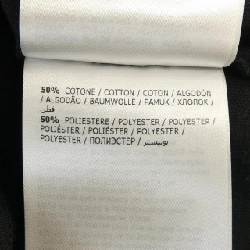 50% COTONE / COTTON / COTON / ALGODÓN
/ ALGODÃO / BAUMWOLLE / PAMUK / ХЛОПОК /
قطن
50% POLIESTERE / POLYESTER / POLYESTER /
POLIÉSTER / POLIÉSTER / POLYESTER /
POLYESTER / ПОЛИЭСТЕР / بوليستر